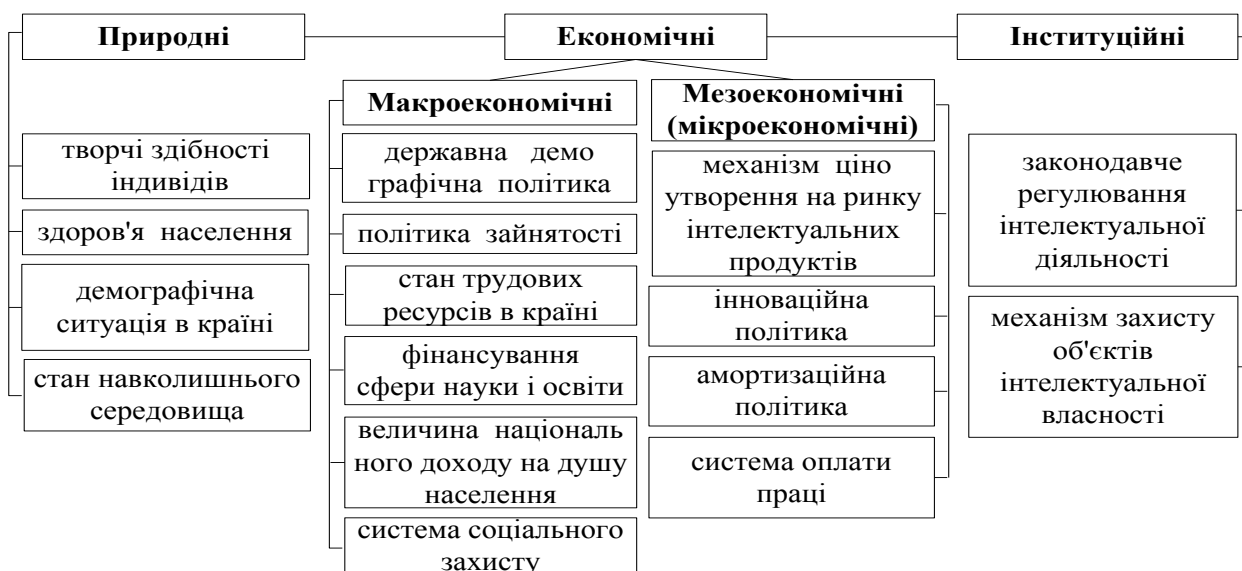 Природні
Економічні
Інституційні
Макроекономічні
Мезоекономічні
(мікроекономічні)
творчі здібності
індивідів
здоров'я населення
демографічна
ситуація в країні
стан навколишнього
середовища
державна демо
графічна політика
політика зайнятості
стан трудових
ресурсів в країні
фінансування
сфери науки і освіти
величина націоналЬ
ного доходу на душу
населення
система соціального
захисту
механізм ціно
утворення на ринку
інтелектуальних
продуктів
інноваційна
політика
амортизаційна
політика
система оплати
праці
законодавче
регулювання
інтелектуальної
діяльності
механізм захисту
об'єктів
інтелектуальної
власності